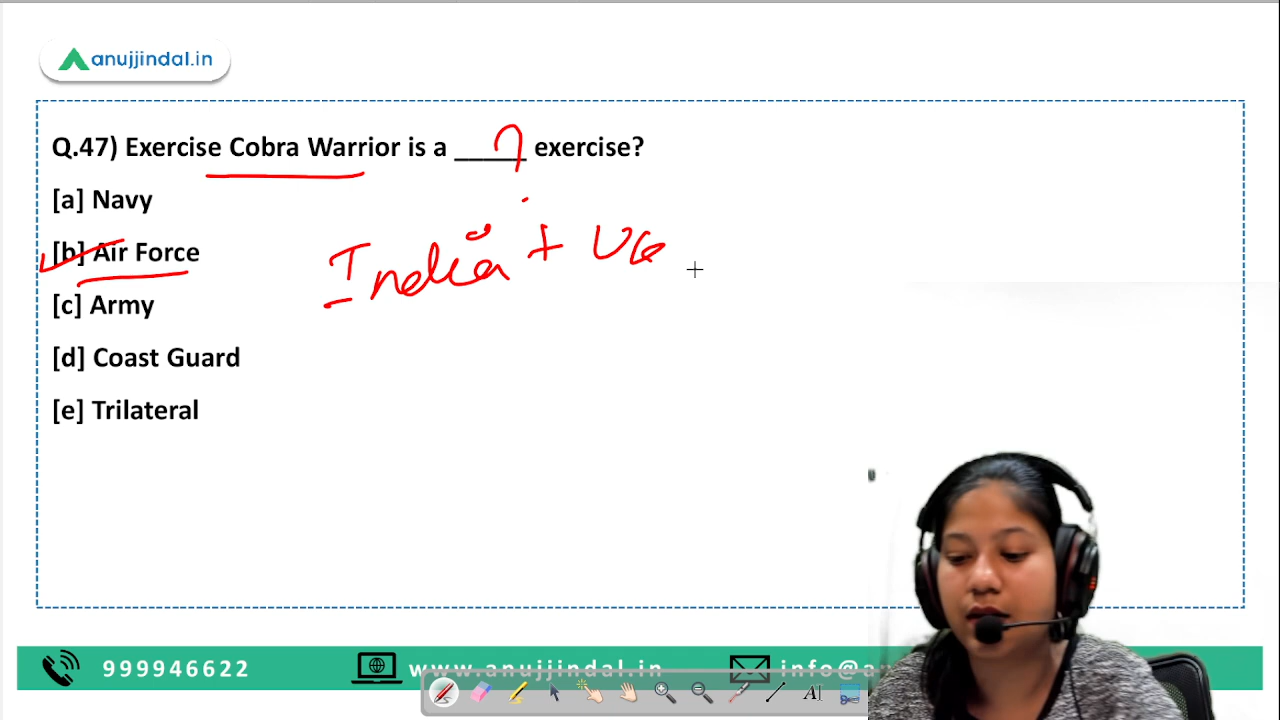 anujjindal.in
Q.47) Exercise Cobra Warrior is a _____ exercise?
[a] Navy
[b] Air Force
India + UK
[c] Army
[d] Coast Guard
[e] Trilateral
999946622
www.anujjindal.in
info@a